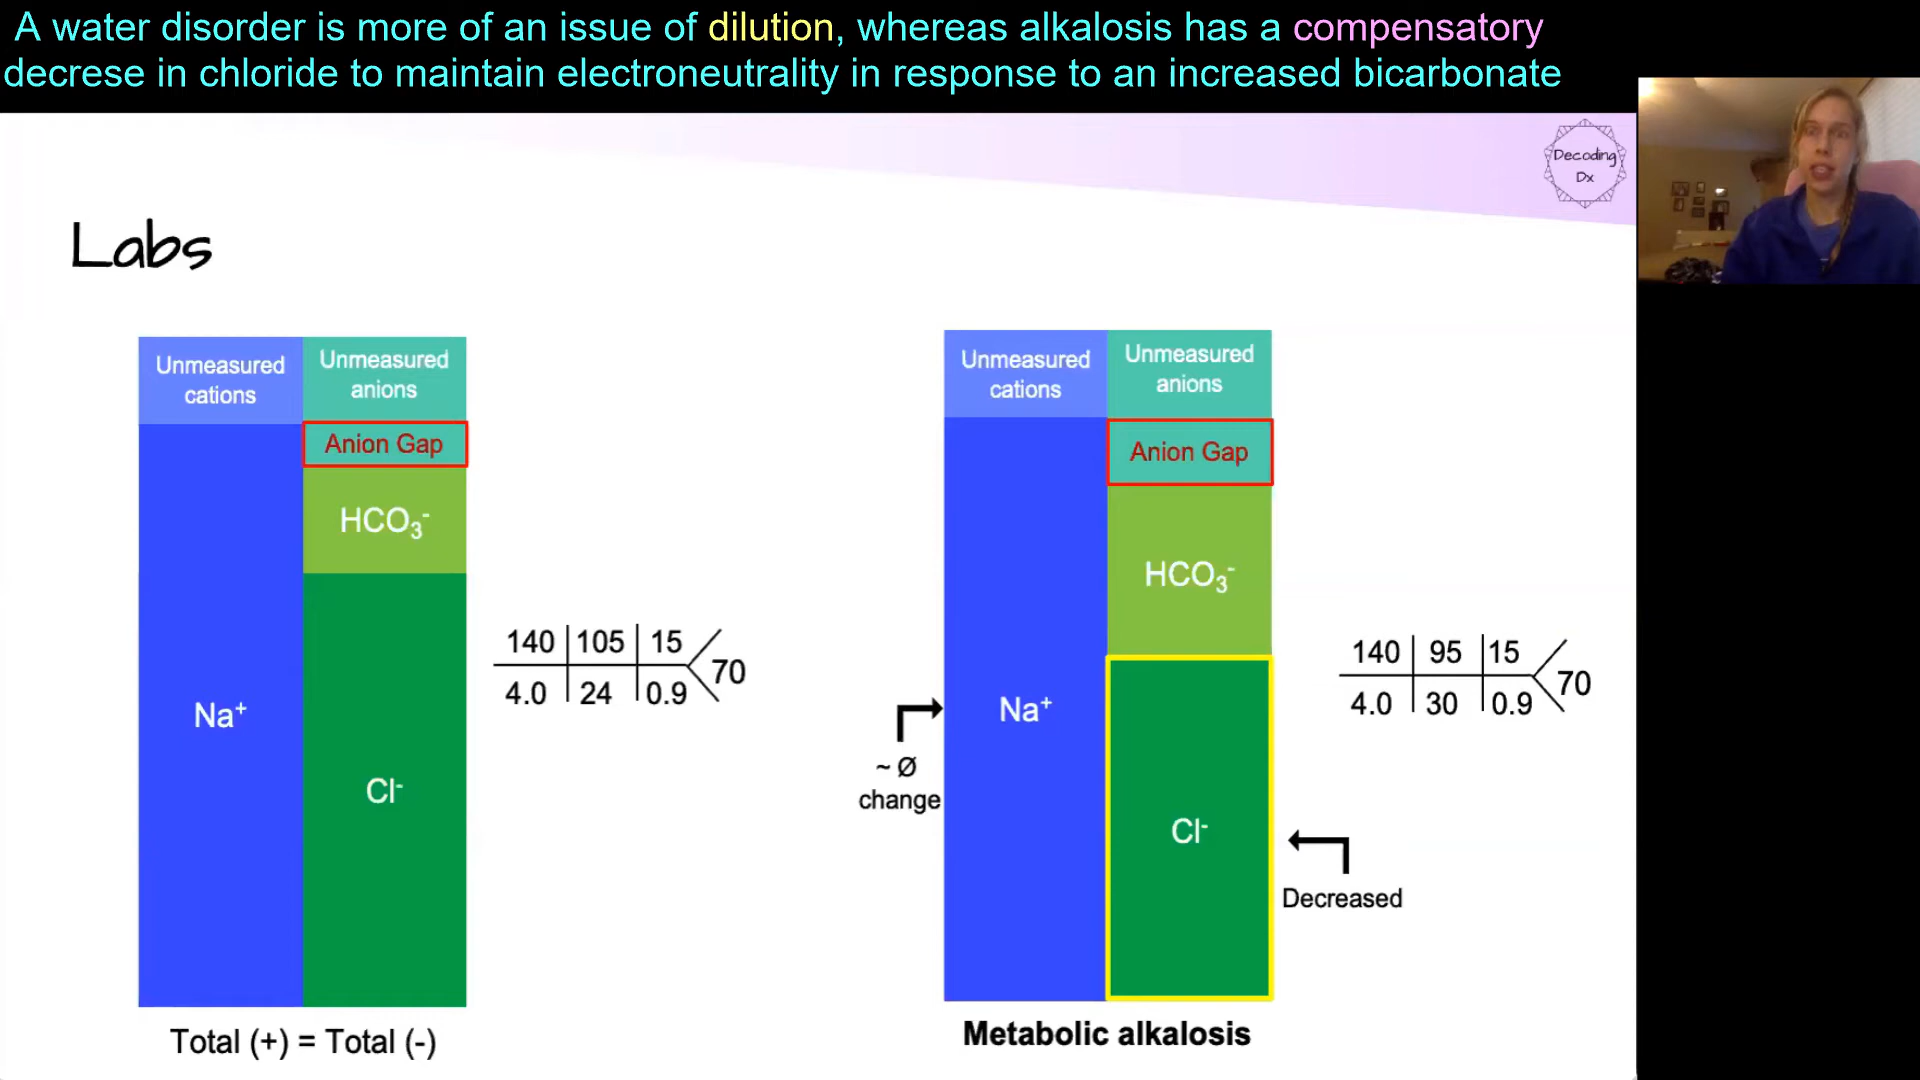 A water disorder is more of an issue of dilution, whereas alkalosis has a compensatory
decrese in chloride to maintain electroneutrality in response to an increased bicarbonate
Decoding
Dx
Labs
Unmeasured
cations
Unmeasured
anions
Anion Gap
HCO₃⁻
Na⁺
Cl⁻
140 105 15
70
4.0 24 0.9
Total (+) = Total (-)
Unmeasured
cations
Unmeasured
anions
Anion Gap
HCO₃⁻
Na⁺
Cl⁻
~ Ø
change
140 95 15
70
4.0 30 0.9
Decreased
Metabolic alkalosis